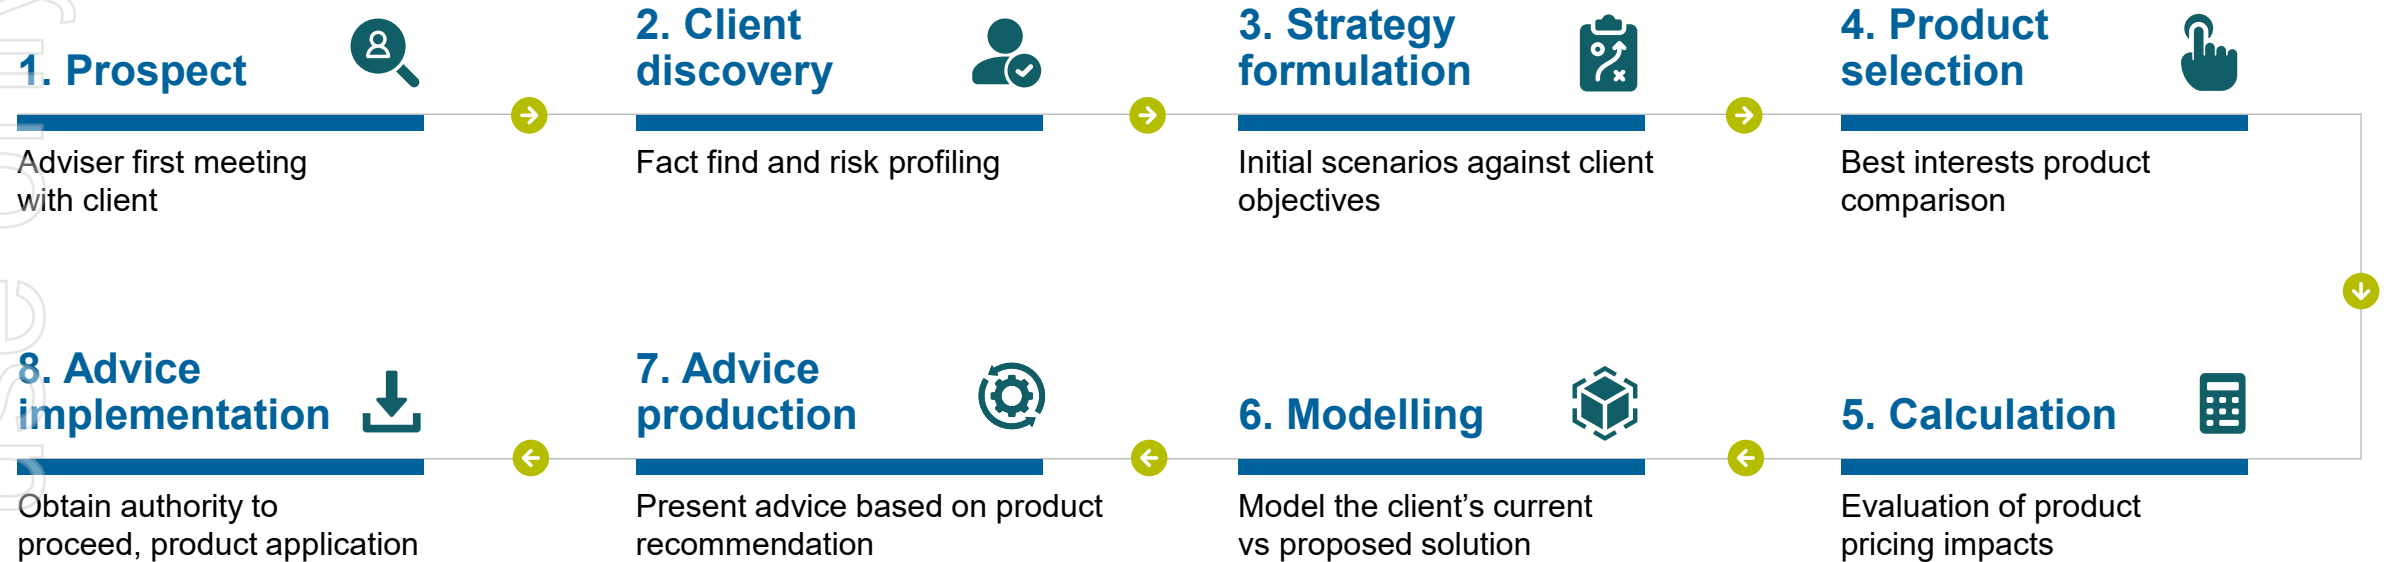 1. Prospect
Adviser first meeting
with client
2. Client
discovery
Fact find and risk profiling
3. Strategy
formulation
Initial scenarios against client
objectives
4. Product
selection
Best interests product
comparison
5. Calculation
Evaluation of product
pricing impacts
6. Modelling
Model the client’s current
vs proposed solution
7. Advice
production
Present advice based on product
recommendation
8. Advice
implementation
Obtain authority to
proceed, product application
use only